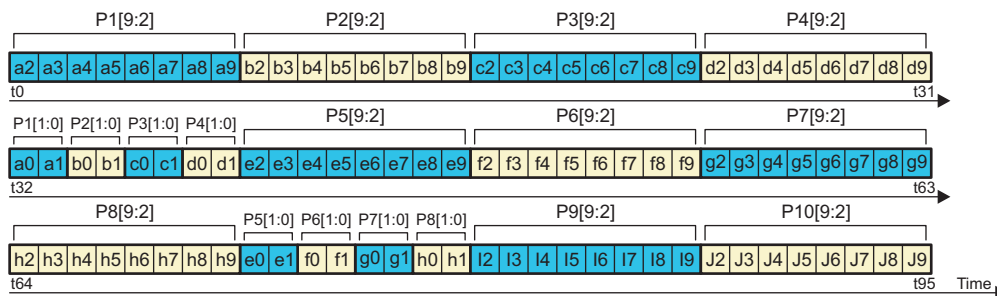 P1[9:2] P2[9:2] P3[9:2] P4[9:2]
a2 a3 a4 a5 a6 a7 a8 a9 b2 b3 b4 b5 b6 b7 b8 b9 c2 c3 c4 c5 c6 c7 c8 c9 d2 d3 d4 d5 d6 d7 d8 d9
t0 t31
P1[1:0] P2[1:0] P3[1:0] P4[1:0] P5[9:2] P6[9:2] P7[9:2]
a0 a1 b0 b1 c0 c1 d0 d1 e2 e3 e4 e5 e6 e7 e8 e9 f2 f3 f4 f5 f6 f7 f8 f9 g2 g3 g4 g5 g6 g7 g8 g9
t32 t63
P8[9:2] P5[1:0] P6[1:0] P7[1:0] P8[1:0] P9[9:2] P10[9:2]
h2 h3 h4 h5 h6 h7 h8 h9 e0 e1 f0 f1 g0 g1 h0 h1 I2 I3 I4 I5 I6 I7 I8 I9 J2 J3 J4 J5 J6 J7 J8 J9
t64 t95 Time